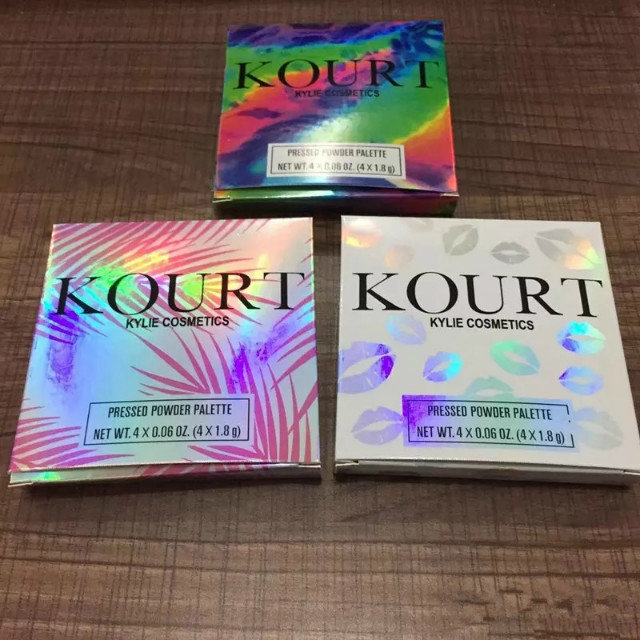 KOURT
KYLIE COSMETICS
PRESSED POWDER PALETTE
NET WT. 4 X 0.06 OZ. (4 X 1.8 g)
KOURT
KYLIE COSMETICS
PRESSED POWDER PALETTE
NET WT. 4 X 0.06 OZ. (4 X 1.8 g)
KOURT
KYLIE COSMETICS
PRESSED POWDER PALETTE
NET WT. 4 X 0.06 OZ. (4 X 1.8 g)